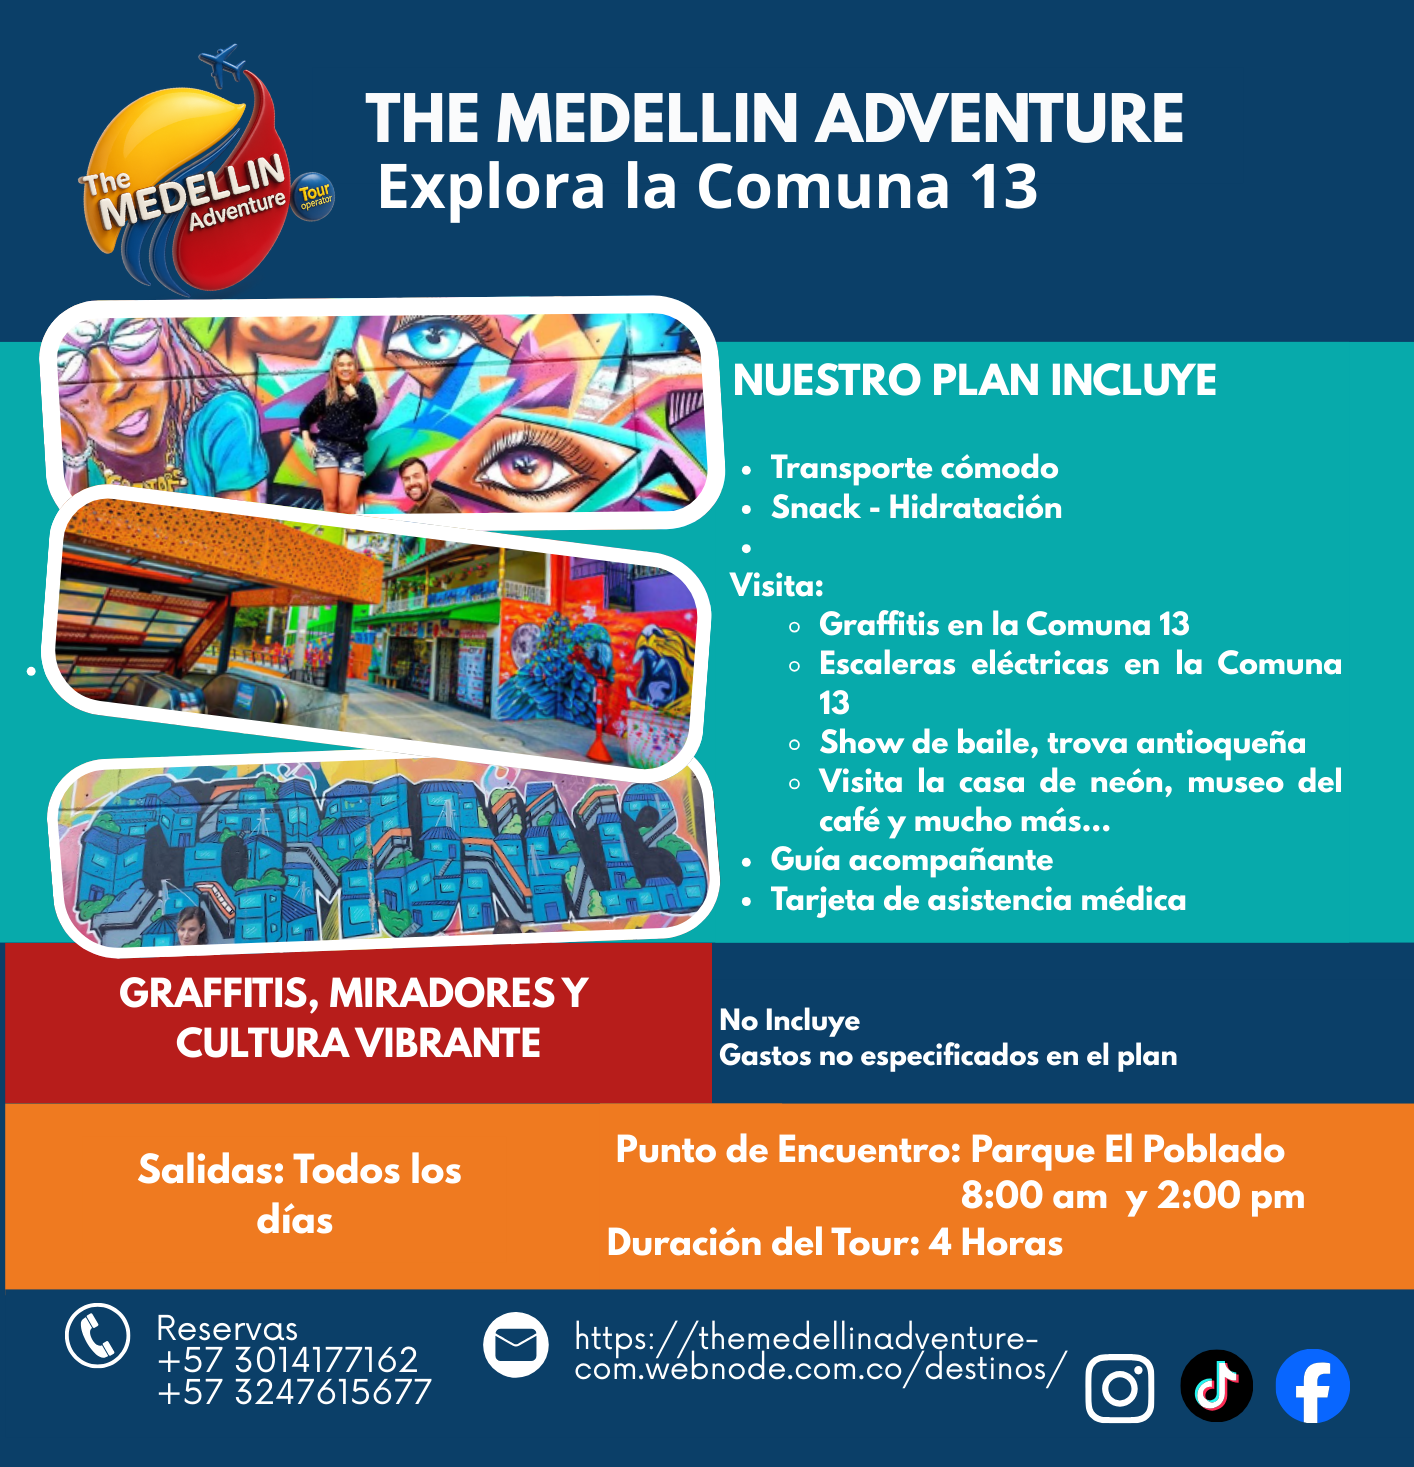 The
MEDELLIN
Adventure
Tour
operator
THE MEDELLIN ADVENTURE
Explora la Comuna 13
NUESTRO PLAN INCLUYE
• Transporte cómodo
• Snack - Hidratación
•
Visita:
◦ Graffitis en la Comuna 13
◦ Escaleras eléctricas en la Comuna
13
◦ Show de baile, trova antioqueña
◦ Visita la casa de neón, museo del
café y mucho más...
• Guía acompañante
• Tarjeta de asistencia médica
COMUNA 13
GRAFFITIS, MIRADORES Y
CULTURA VIBRANTE
No Incluye
Gastos no especificados en el plan
Salidas: Todos los
días
Punto de Encuentro: Parque El Poblado
8:00 am y 2:00 pm
Duración del Tour: 4 Horas
Reservas
+57 3014177162
+57 3247615677
https://themedellinadventure-
com.webnode.com.co/destinos/